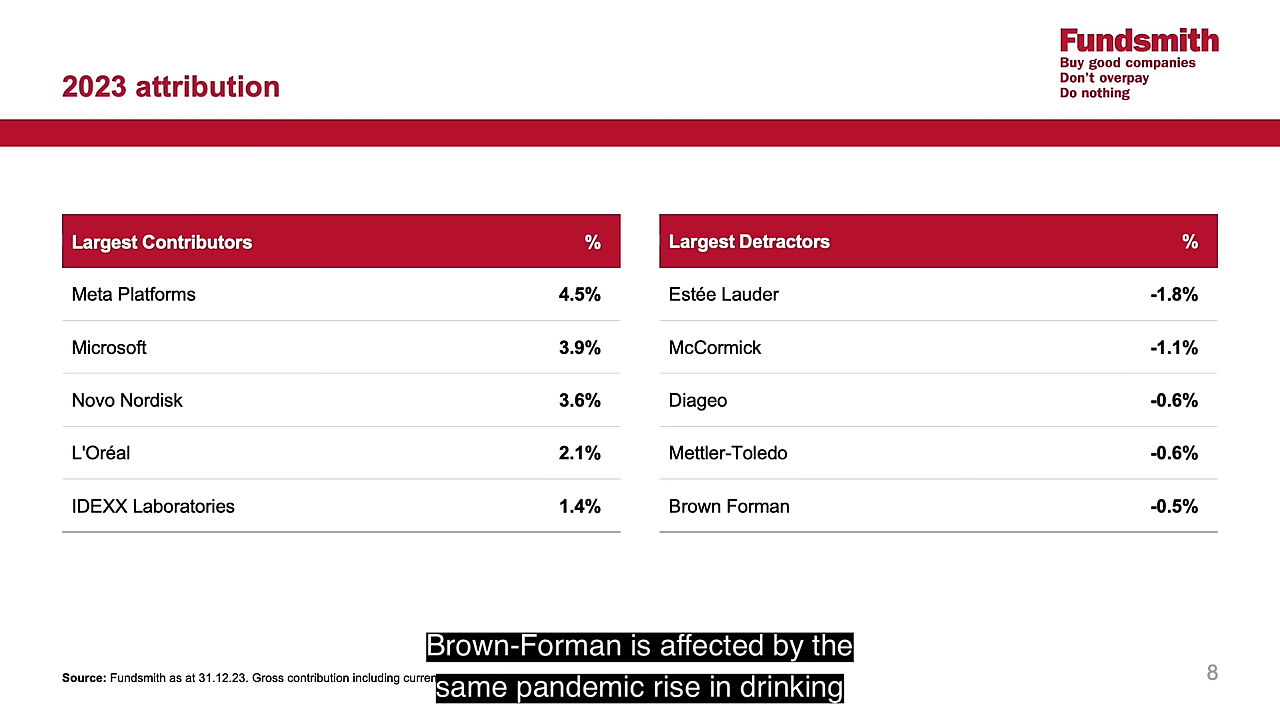 Fundsmith
Buy good companies
Don't overpay
Do nothing
2023 attribution
Largest Contributors %
Meta Platforms 4.5%
Microsoft 3.9%
Novo Nordisk 3.6%
L'Oréal 2.1%
IDEXX Laboratories 1.4%
Largest Detractors %
Estée Lauder -1.8%
McCormick -1.1%
Diageo -0.6%
Mettler-Toledo -0.6%
Brown Forman -0.5%
Brown-Forman is affected by the
same pandemic rise in drinking
Source: Fundsmith as at 31.12.23. Gross contribution including
8